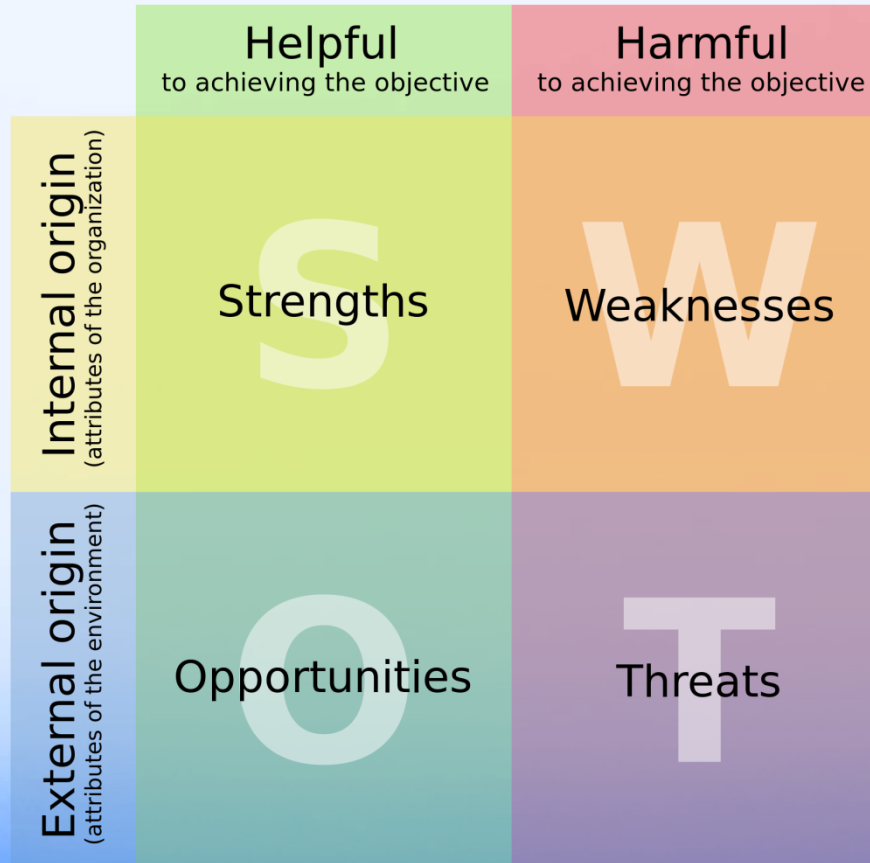 Helpful
to achieving the objective
Harmful
to achieving the objective
Internal origin
(attributes of the organization)
S
Strengths
W
Weaknesses
External origin
(attributes of the environment)
O
Opportunities
T
Threats